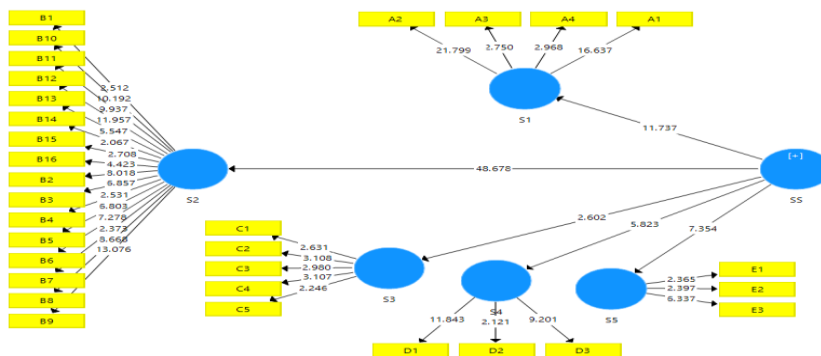 B1
B10
B11
B12
B13
B14
B15
B16
B2
B3
B4
B5
B6
B7
B8
B9
2.512
10.192
9.937
11.957
5.547
2.067
2.708
4.423
8.018
6.857
2.531
6.803
7.278
2.373
8.668
13.076
S2
A2
A3
A4
A1
21.799
2.750
2.968
16.637
S1
11.737
48.678
[+]
SS
2.602
5.823
7.354
C1
C2
C3
C4
C5
2.631
3.108
2.980
3.107
2.246
S3
S4
11.843
2.121
9.201
D1
D2
D3
S5
2.365
2.397
6.337
E1
E2
E3